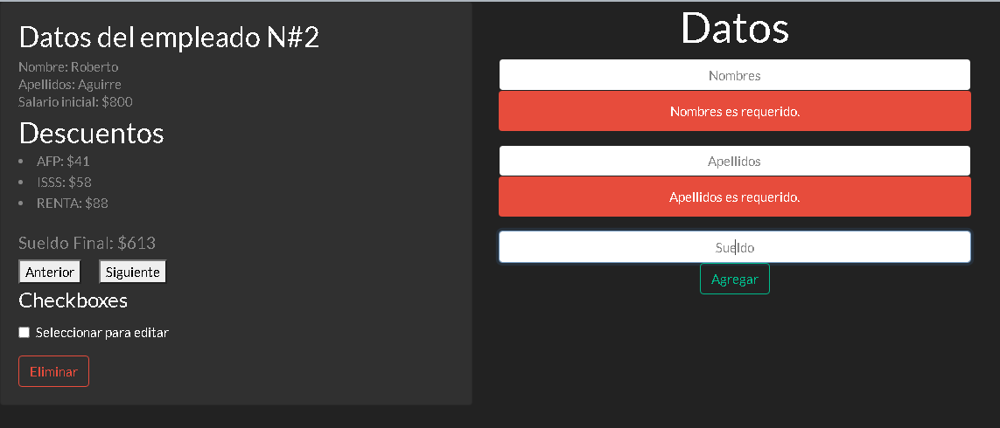 Datos del empleado N#2
Nombre: Roberto
Apellidos: Aguirre
Salario inicial: $800
Descuentos
AFP: $41
ISSS: $58
RENTA: $88
Sueldo Final: $613
Anterior
Siguiente
Checkboxes
Seleccionar para editar
Eliminar
Datos
Nombres
Nombres es requerido.
Apellidos
Apellidos es requerido.
Sueldo
Agregar